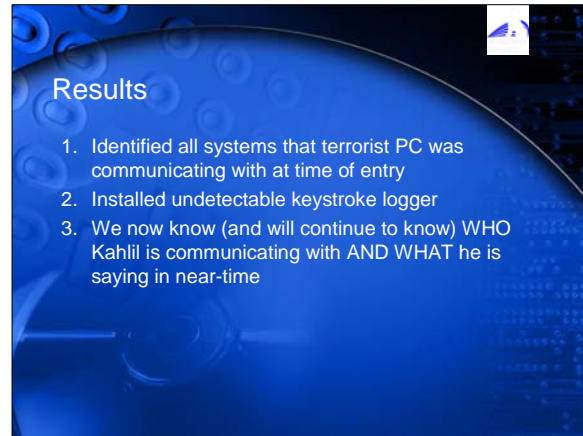 Results
1. Identified all systems that terrorist PC was
communicating with at time of entry
2. Installed undetectable keystroke logger
3. We now know (and will continue to know) WHO
Kahlil is communicating with AND WHAT he is
saying in near-time